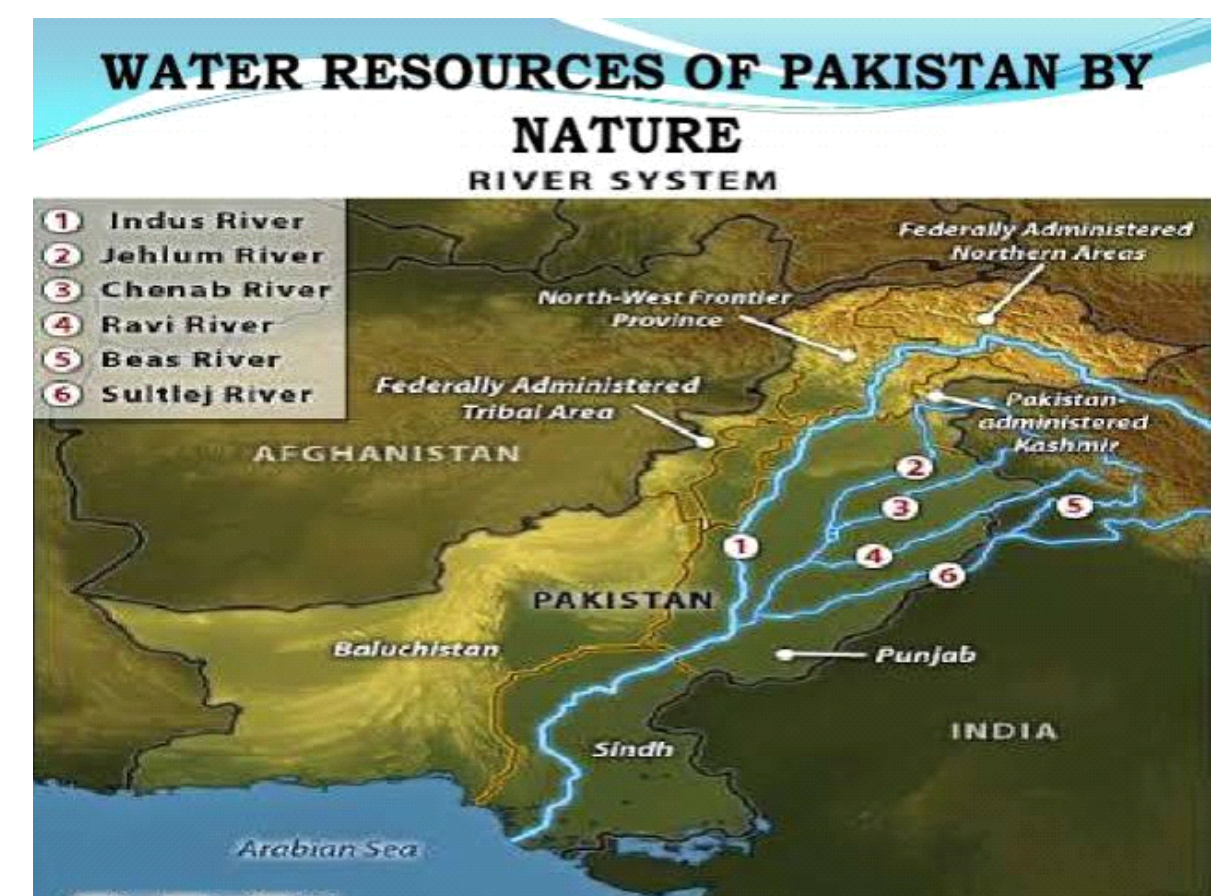 WATER RESOURCES OF PAKISTAN BY
NATURE
RIVER SYSTEM
1 Indus River
2 Jehlum River
3 Chenab River
4 Ravi River
5 Beas River
6 Sultlej River
Federally Administered
Northern Areas
North-West Frontier
Province
Federally Administered
Tribal Area
Pakistan-
administered
Kashmir
AFGHANISTAN
2
3
5
1
4
6
PAKISTAN
Baluchistan
Punjab
INDIA
Sindh
Arabian Sea